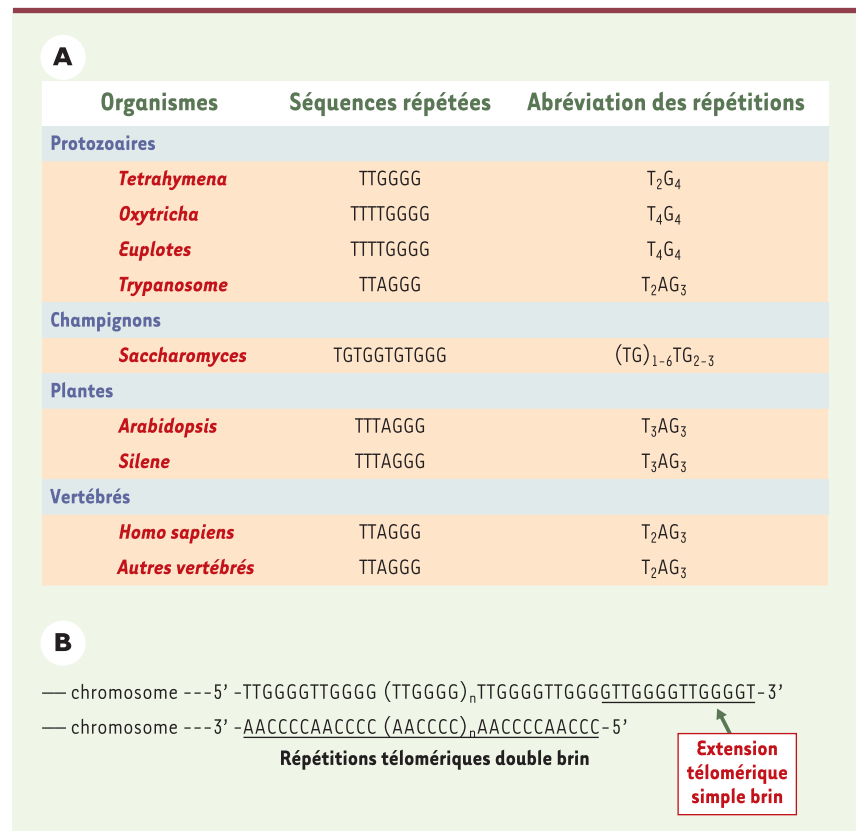 A
Organismes Séquences répétées Abréviation des répétitions
Protozoaires
Tetrahymena TTGGGG T₂G₄
Oxytricha TTTTGGGG T₄G₄
Euplotes TTTTGGGG T₄G₄
Trypanosome TTAGGG T₂AG₃
Champignons
Saccharomyces TGTGGTGTGGG (TG)₁₋₆TG₂₋₃
Plantes
Arabidopsis TTTAGGG T₃AG₃
Silene TTTAGGG T₃AG₃
Vertébrés
Homo sapiens TTAGGG T₂AG₃
Autres vertébrés TTAGGG T₂AG₃
B
— chromosome ---5’ -TTGGGGTTGGGG (TTGGGG)ₙTTGGGGTTGGGGTTGGGGTTGGGGT-3’
— chromosome ---3’ -AACCCCAACCCC (AACCCC)ₙAACCCCAACCC-5’
Répétitions télomériques double brin
Extension
télomérique
simple brin